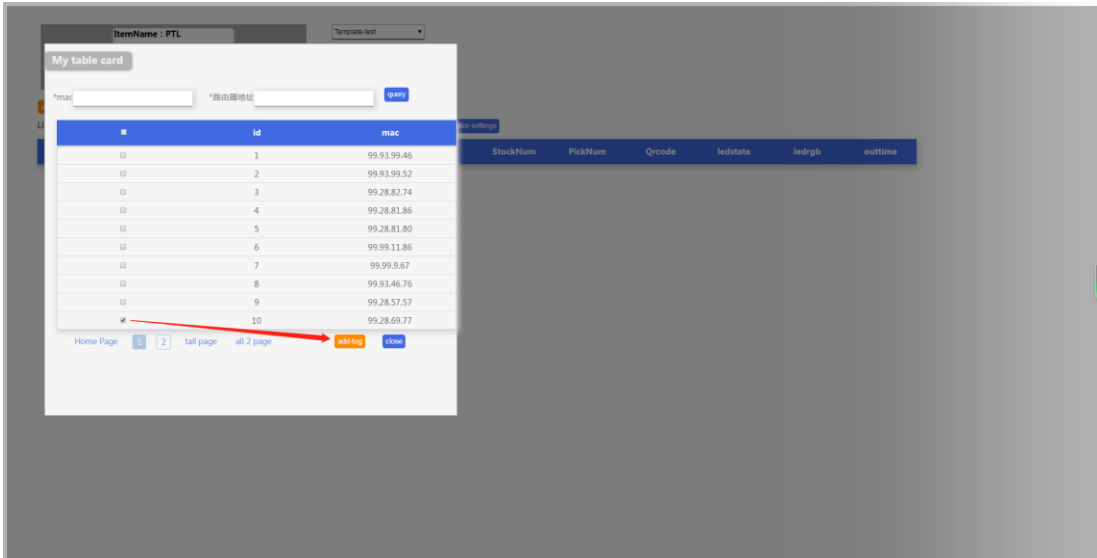 ItemName : PTL
Template-test
My table card
*mac
*路由器地址
query
id mac
1 99.93.99.46
2 99.93.99.52
3 99.28.82.74
4 99.28.81.86
5 99.28.81.80
6 99.99.11.86
7 99.99.9.67
8 99.93.46.76
9 99.28.57.57
10 99.28.69.77
Home Page 1 2 tail page all 2 page
add-tag close
StockNum PickNum Qrcode ledstate ledrgb outtime